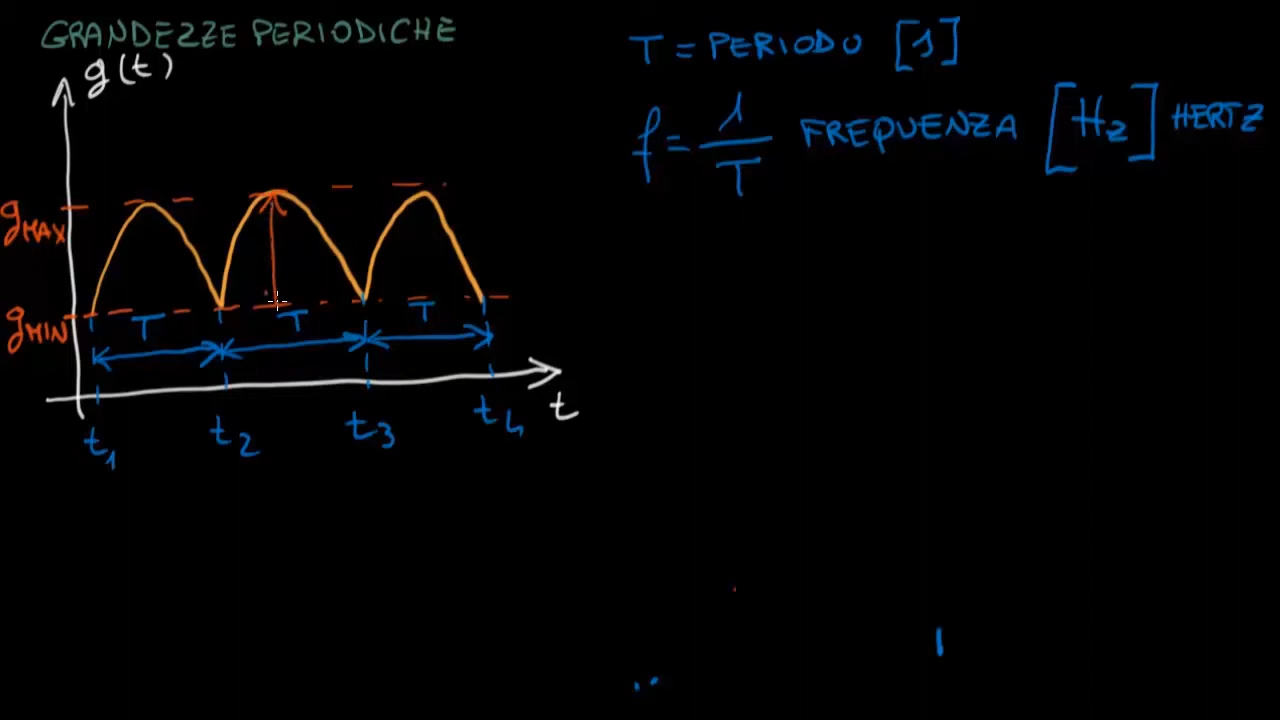 GRANDEZZE PERIODICHE
g(t)
T = PERIODO [s]
f = 1/T FREQUENZA [Hz] HERTZ
gMAX
gMIN
T T T
t
t1 t2 t3 t4